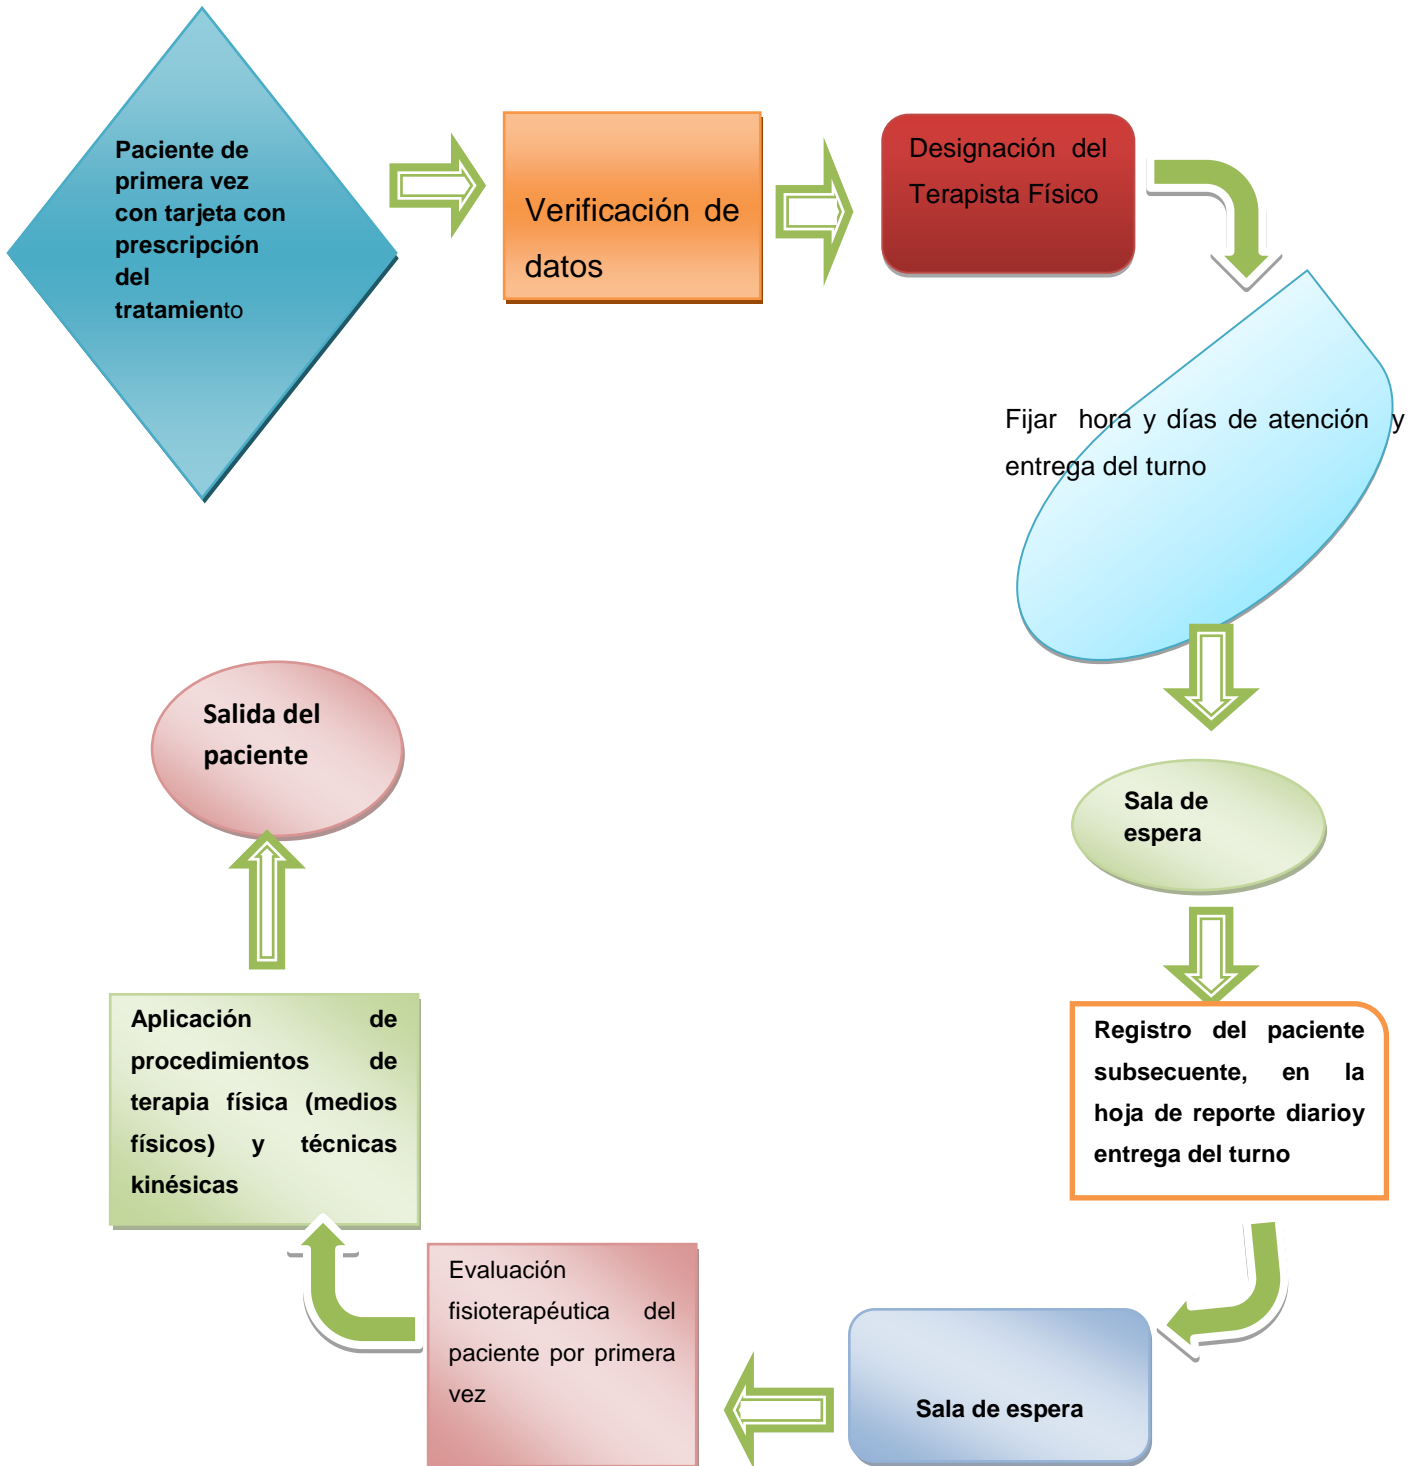 Paciente de
primera vez
con tarjeta con
prescripción
del
tratamiento
Verificación de
datos
Designación del
Terapista Físico
Fijar hora y días de atención y
entrega del turno
Sala de
espera
Registro del paciente
subsecuente, en la
hoja de reporte diarioy
entrega del turno
Sala de espera
Evaluación
fisioterapéutica del
paciente por primera
vez
Aplicación de
procedimientos de
terapia física (medios
físicos) y técnicas
kinésicas
Salida del
paciente